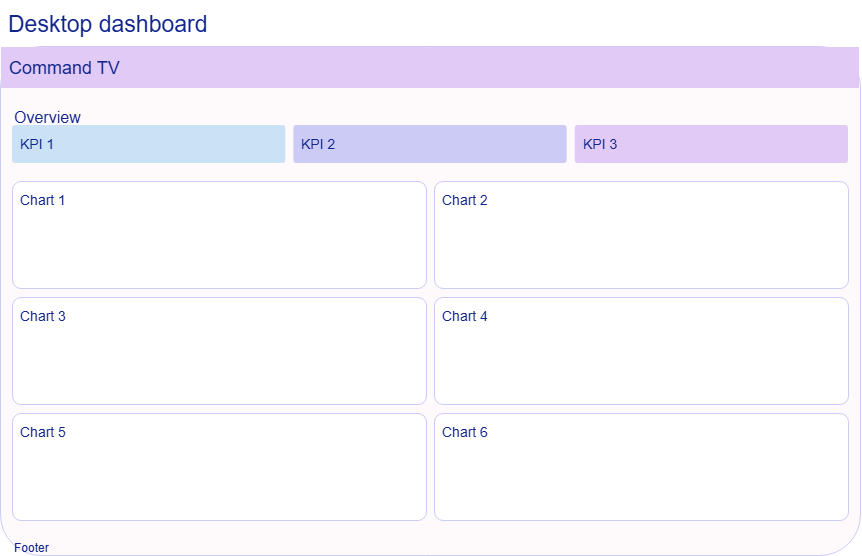 Desktop dashboard
Command TV
Overview
KPI 1
KPI 2
KPI 3
Chart 1
Chart 2
Chart 3
Chart 4
Chart 5
Chart 6
Footer